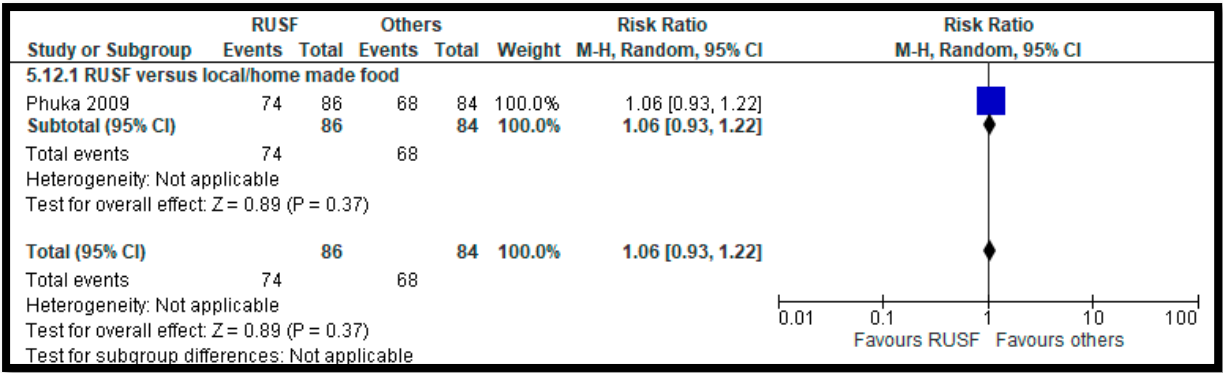 RUSF Others Risk Ratio Risk Ratio
Study or Subgroup Events Total Events Total Weight M-H, Random, 95% CI M-H, Random, 95% CI
5.12.1 RUSF versus local/home made food
Phuka 2009 74 86 68 84 100.0% 1.06 [0.93, 1.22]
Subtotal (95% CI) 86 84 100.0% 1.06 [0.93, 1.22]
Total events 74 68
Heterogeneity: Not applicable
Test for overall effect: Z = 0.89 (P = 0.37)
Total (95% CI) 86 84 100.0% 1.06 [0.93, 1.22]
Total events 74 68
Heterogeneity: Not applicable
Test for overall effect: Z = 0.89 (P = 0.37)
Test for subgroup differences: Not applicable
0.01 0.1 1 10 100
Favours RUSF Favours others